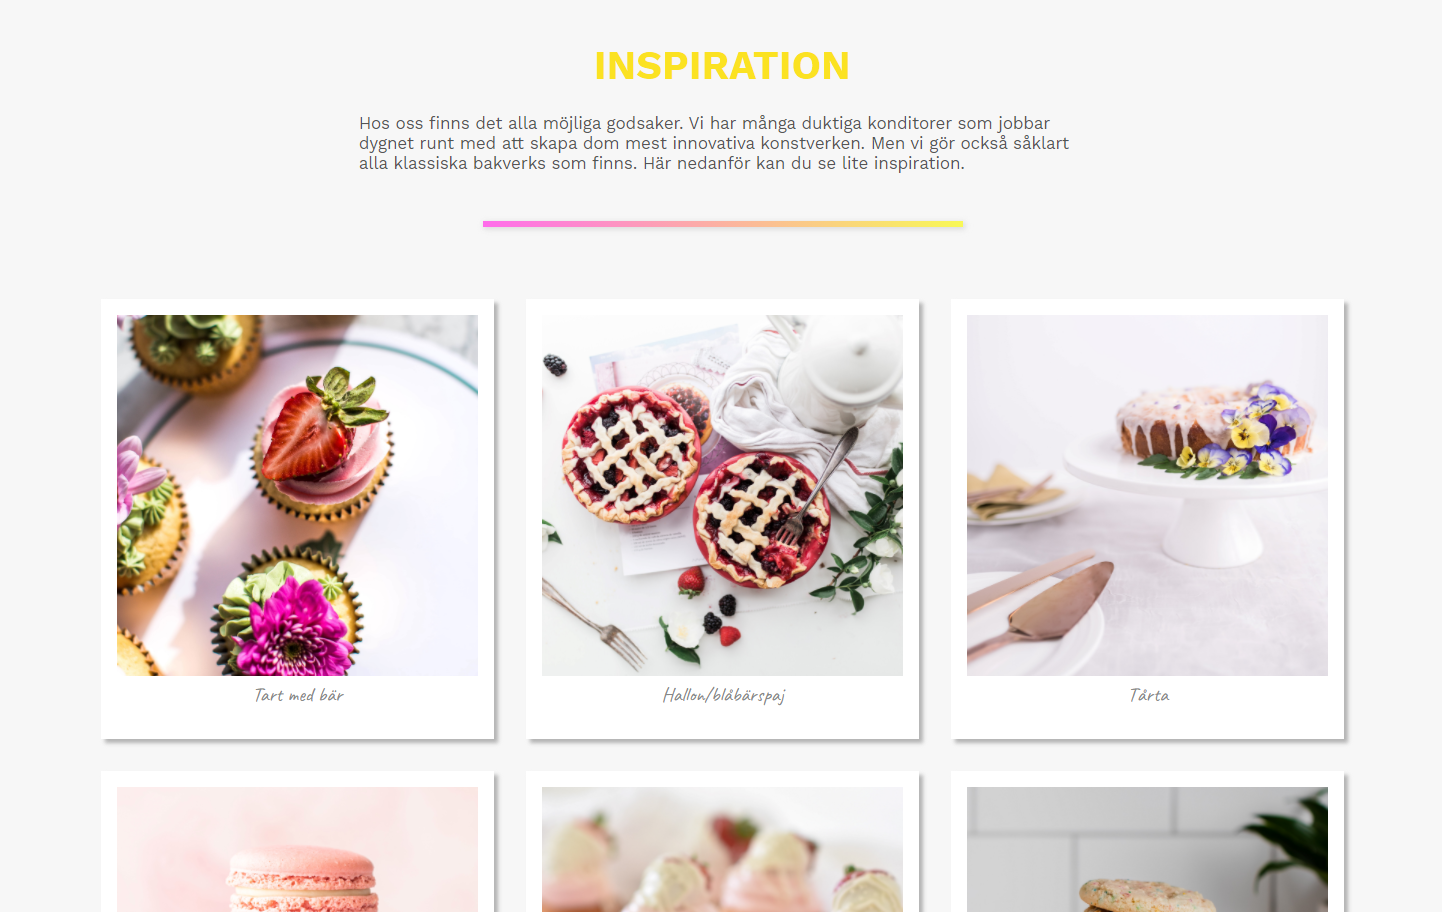 INSPIRATION
Hos oss finns det alla möjliga godsaker. Vi har många duktiga konditorer som jobbar
dygnet runt med att skapa dom mest innovativa konstverken. Men vi gör också såklart
alla klassiska bakverks som finns. Här nedanför kan du se lite inspiration.
Tart med bär
Hallon/blåbärspaj
Tårta